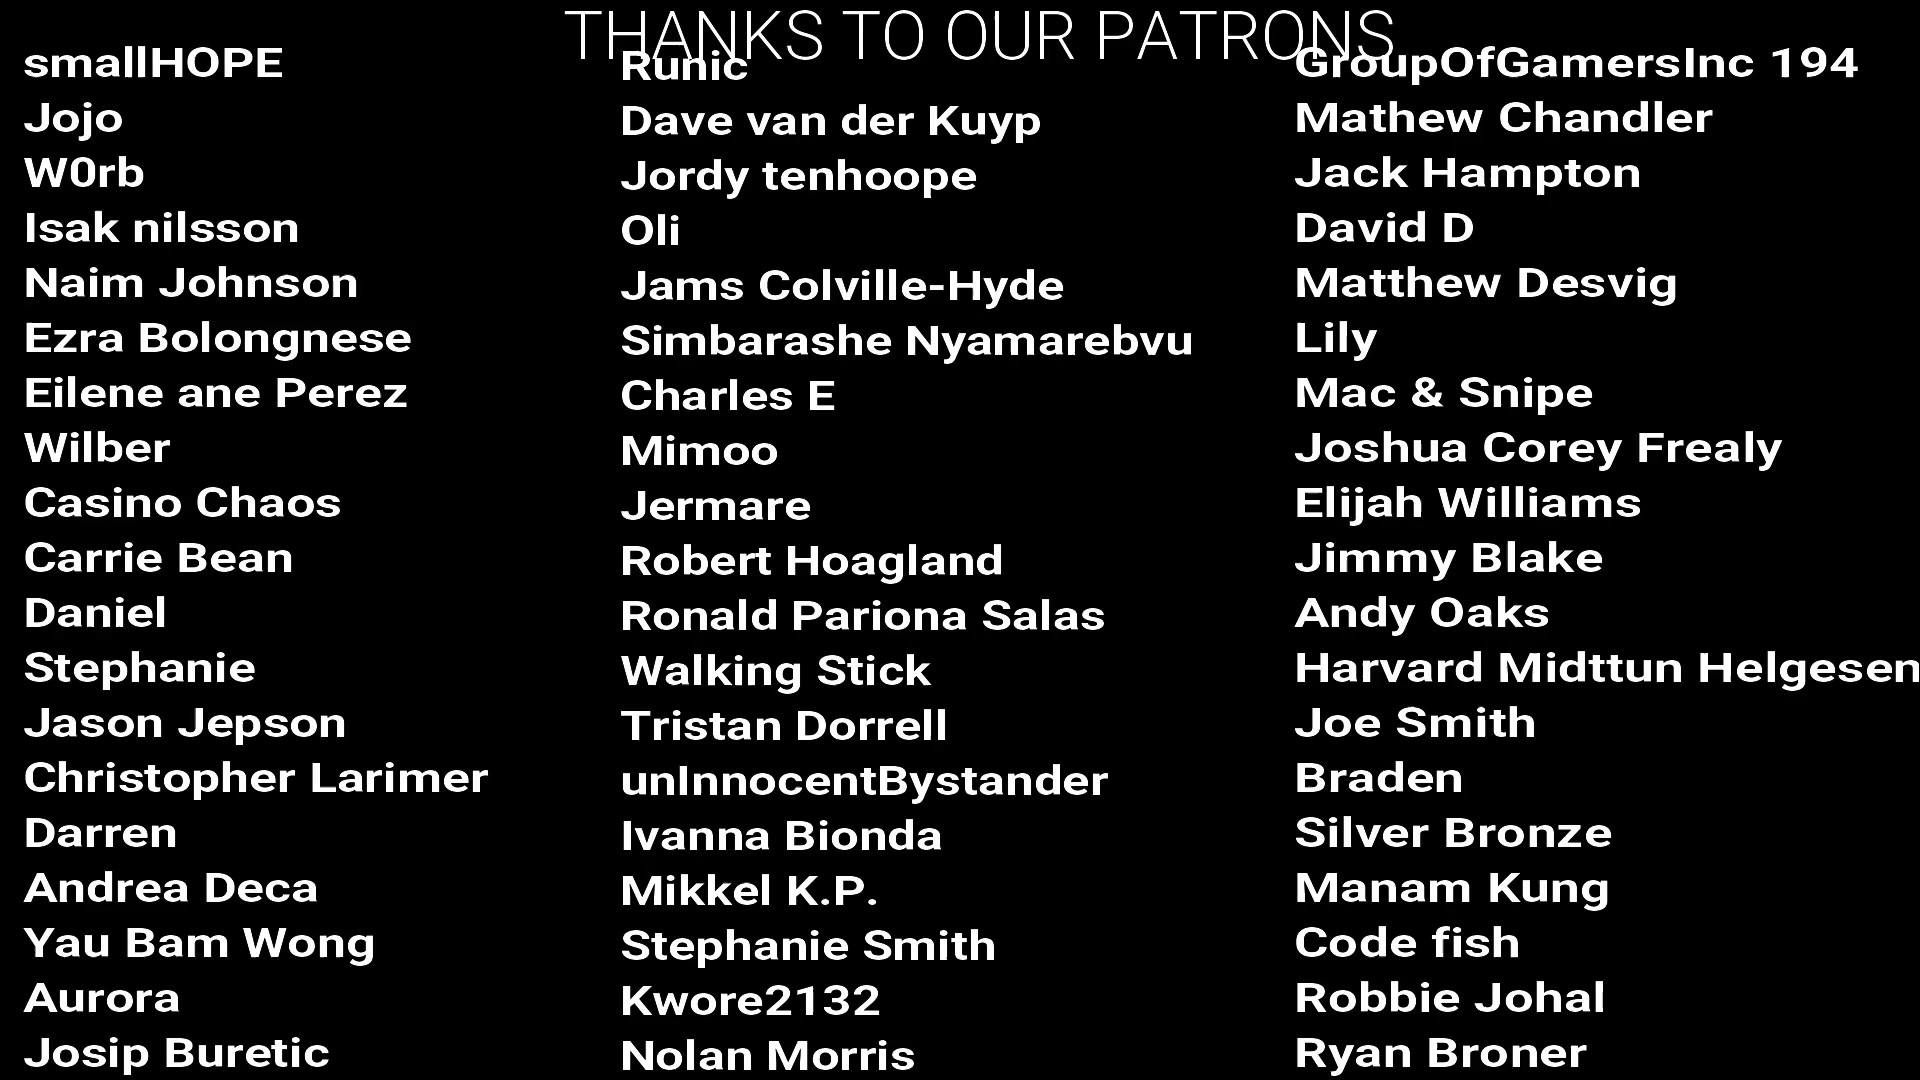 THANKS TO OUR PATRONS
smallHOPE
Jojo
W0rb
Isak nilsson
Naim Johnson
Ezra Bolongnese
Eilene ane Perez
Wilber
Casino Chaos
Carrie Bean
Daniel
Stephanie
Jason Jepson
Christopher Larimer
Darren
Andrea Deca
Yau Bam Wong
Aurora
Josip Buretic
Runic
Dave van der Kuyp
Jordy tenhoope
Oli
Jams Colville-Hyde
Simbarashe Nyamarebvu
Charles E
Mimoo
Jermare
Robert Hoagland
Ronald Pariona Salas
Walking Stick
Tristan Dorrell
unInnocentBystander
Ivanna Bionda
Mikkel K.P.
Stephanie Smith
Kwore2132
Nolan Morris
GroupOfGamersInc 194
Mathew Chandler
Jack Hampton
David D
Matthew Desvig
Lily
Mac & Snipe
Joshua Corey Frealy
Elijah Williams
Jimmy Blake
Andy Oaks
Harvard Midttun Helgesen
Joe Smith
Braden
Silver Bronze
Manam Kung
Code fish
Robbie Johal
Ryan Broner